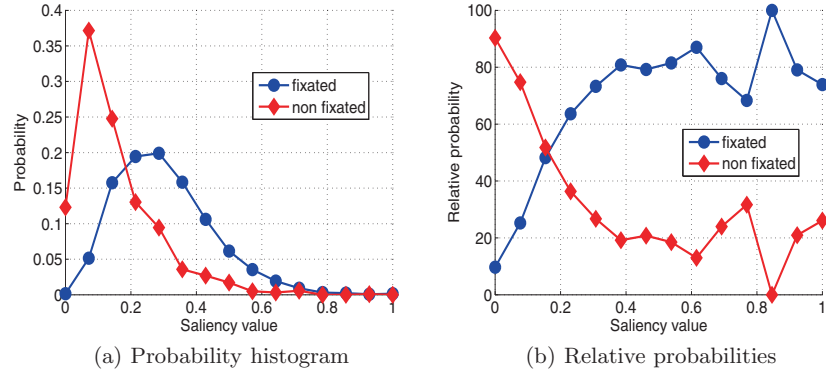 0.4
0.35
0.3
0.25
0.2
0.15
0.1
0.05
0
Probability
fixated
non fixated
0 0.2 0.4 0.6 0.8 1
Saliency value
(a) Probability histogram
100
80
60
40
20
0
Relative probability
fixated
non fixated
0 0.2 0.4 0.6 0.8 1
Saliency value
(b) Relative probabilities